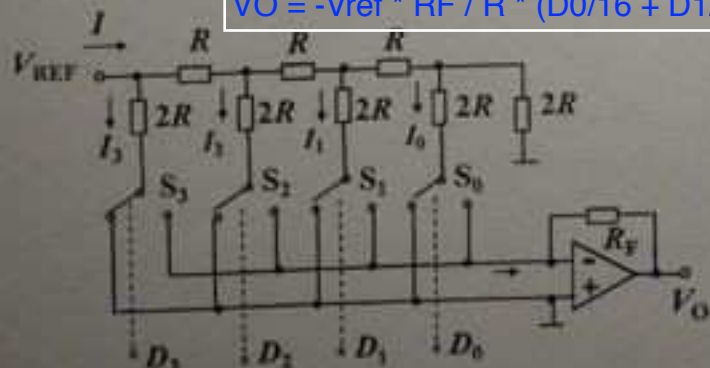 VO = -Vref * RF / R * (D0/16 + D1
I
R R R
VREF
2R 2R 2R 2R 2R
I3 I2 I1 I0
S3 S2 S1 S0
RF
-
+
VO
D3 D2 D1 D0